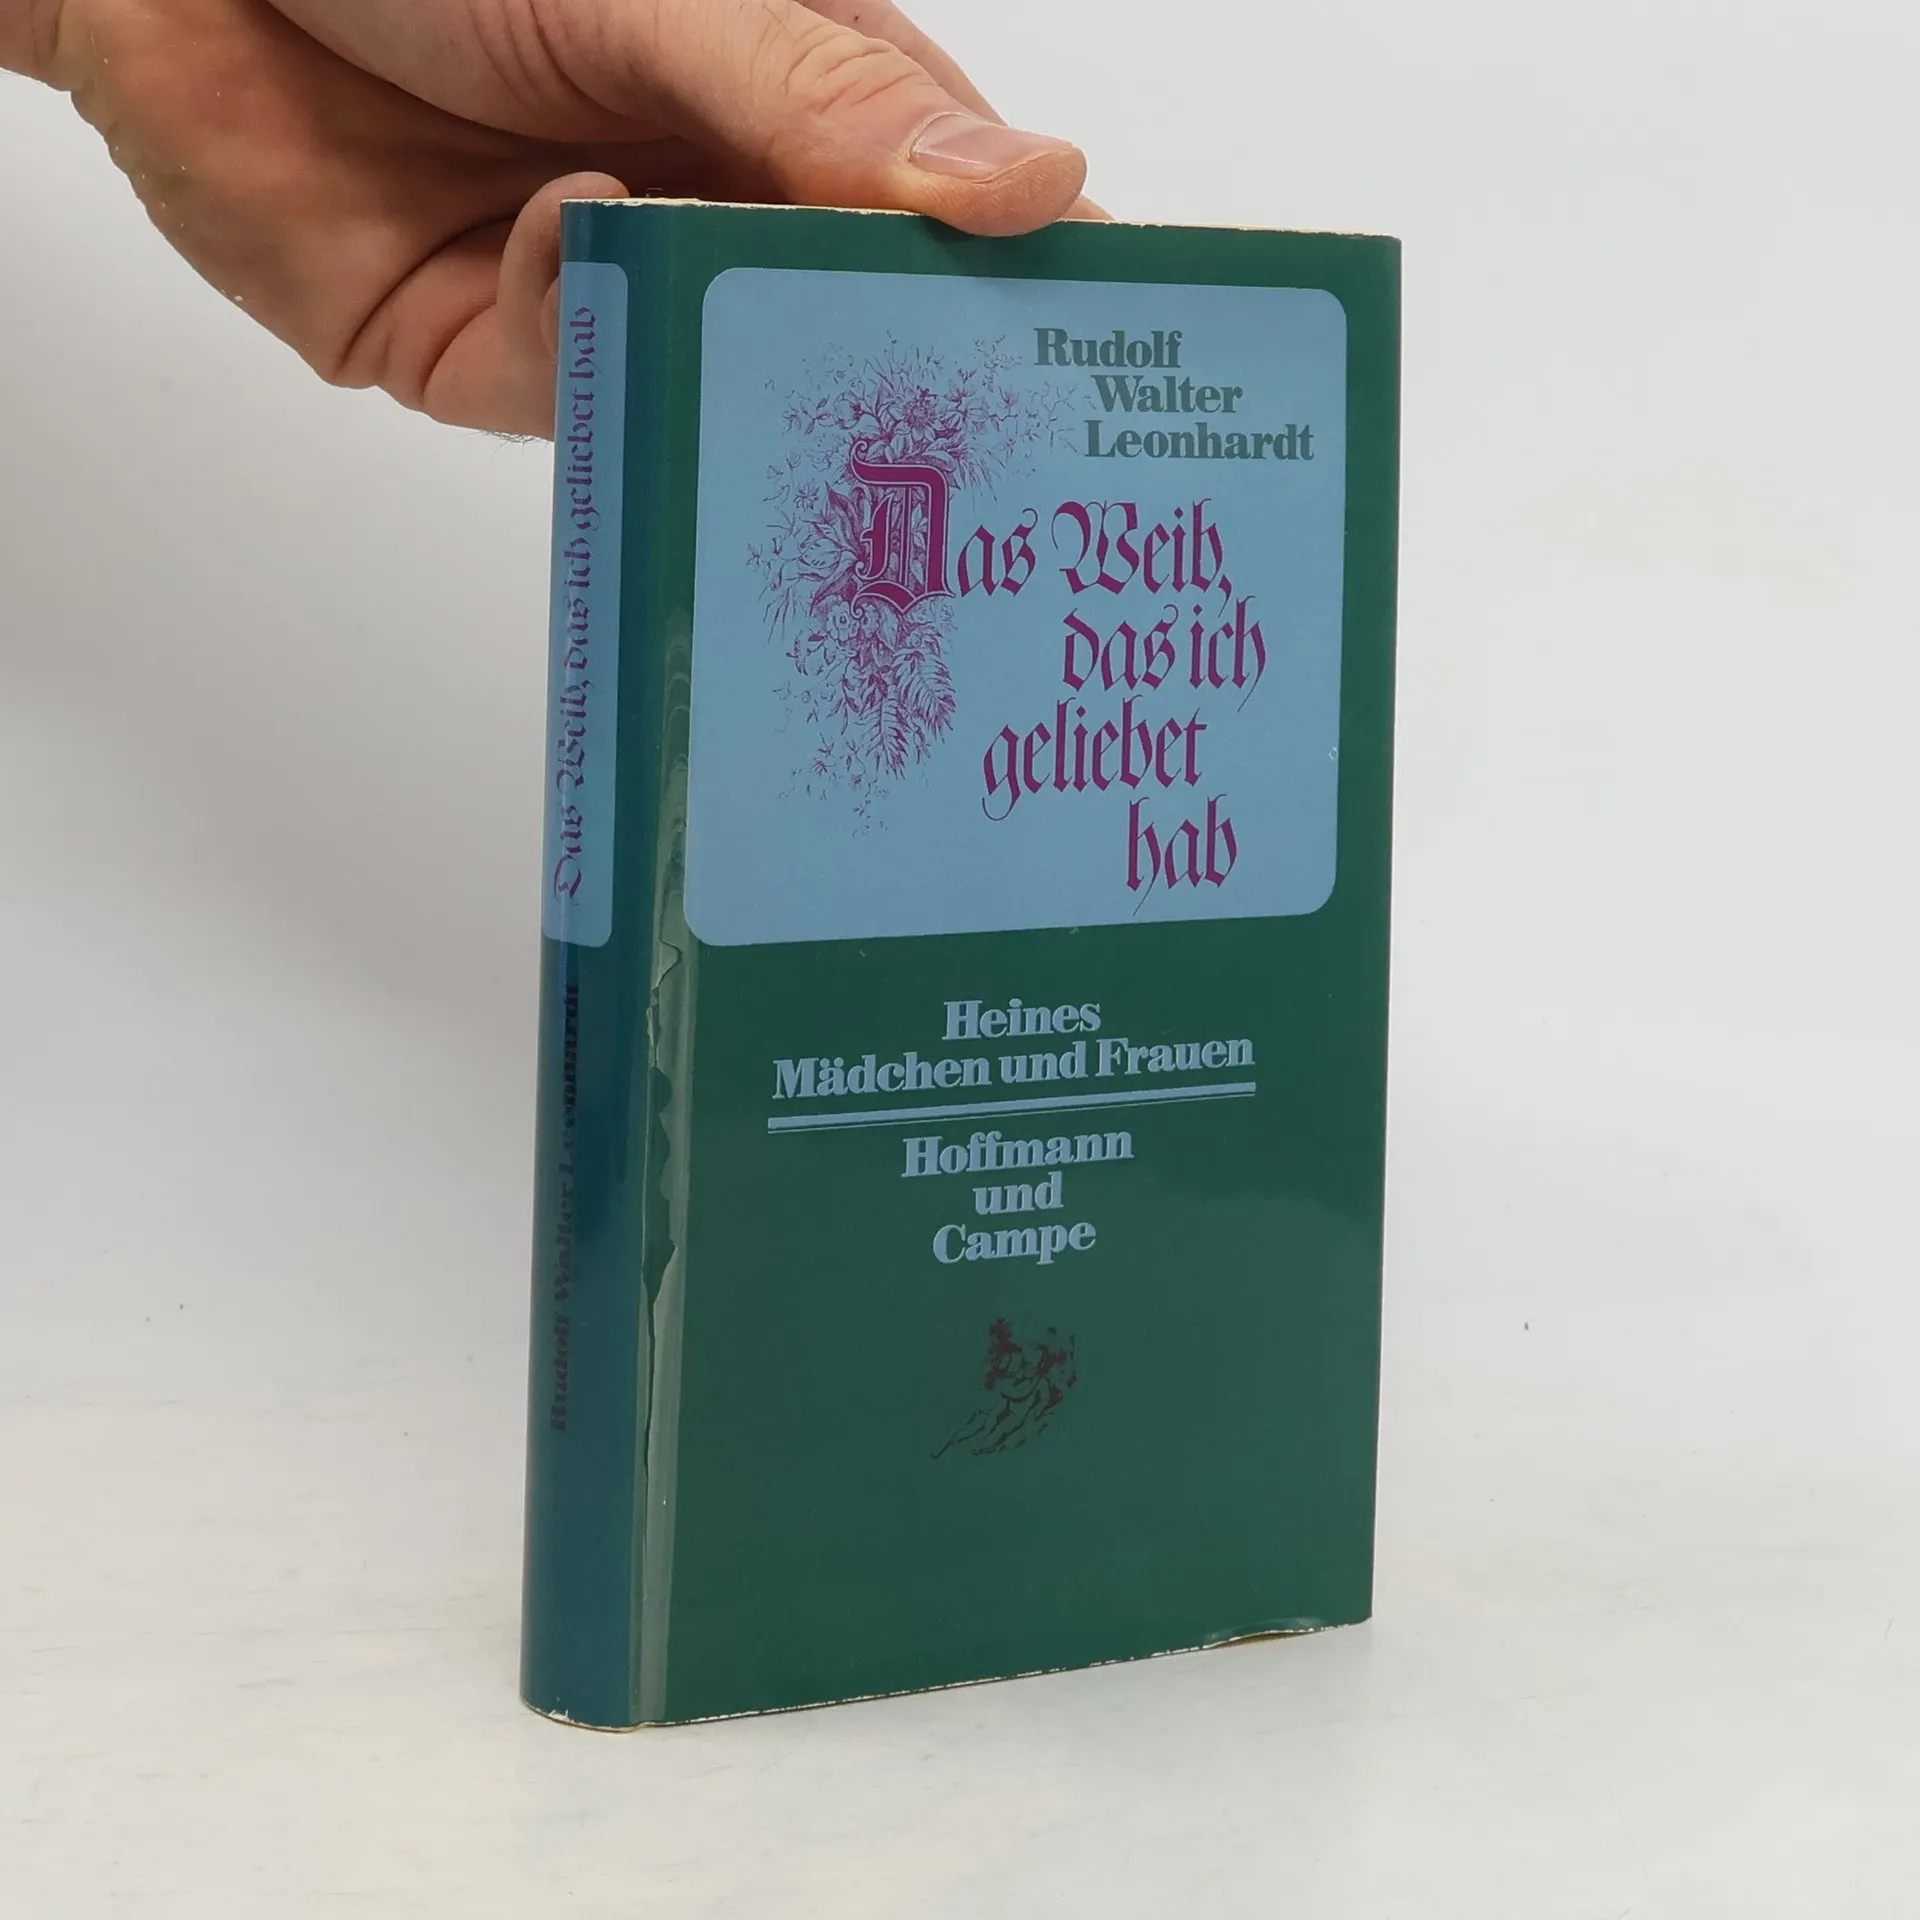 Das Weib, das ich geliebet hab
Rudolf Walter Leonhardt
Rudolf
Walter
Leonhardt
Das Weib,
das ich
geliebet
hab
Heines
Mädchen und Frauen
Hoffmann
und
Campe